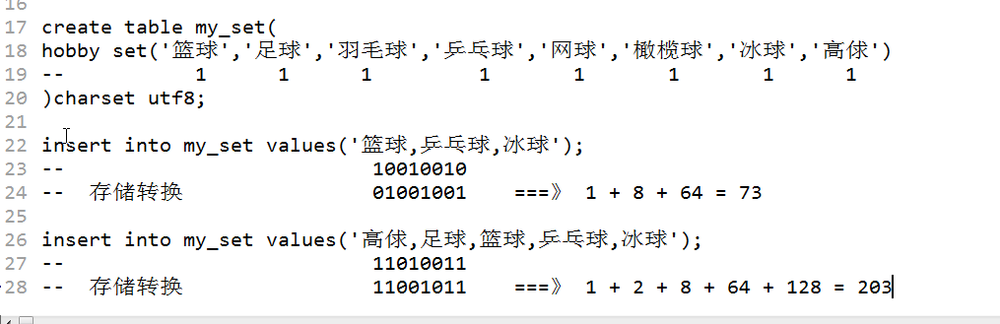 16
17 create table my_set(
18 hobby set('篮球','足球','羽毛球','乒乓球','网球','橄榄球','冰球','高俅')
19 -- 1 1 1 1 1 1 1 1
20 )charset utf8;
21
22 insert into my_set values('篮球,乒乓球,冰球');
23 -- 10010010
24 -- 存储转换 01001001 ===》 1 + 8 + 64 = 73
25
26 insert into my_set values('高俅,足球,篮球,乒乓球,冰球');
27 -- 11010011
28 -- 存储转换 11001011 ===》 1 + 2 + 8 + 64 + 128 = 203